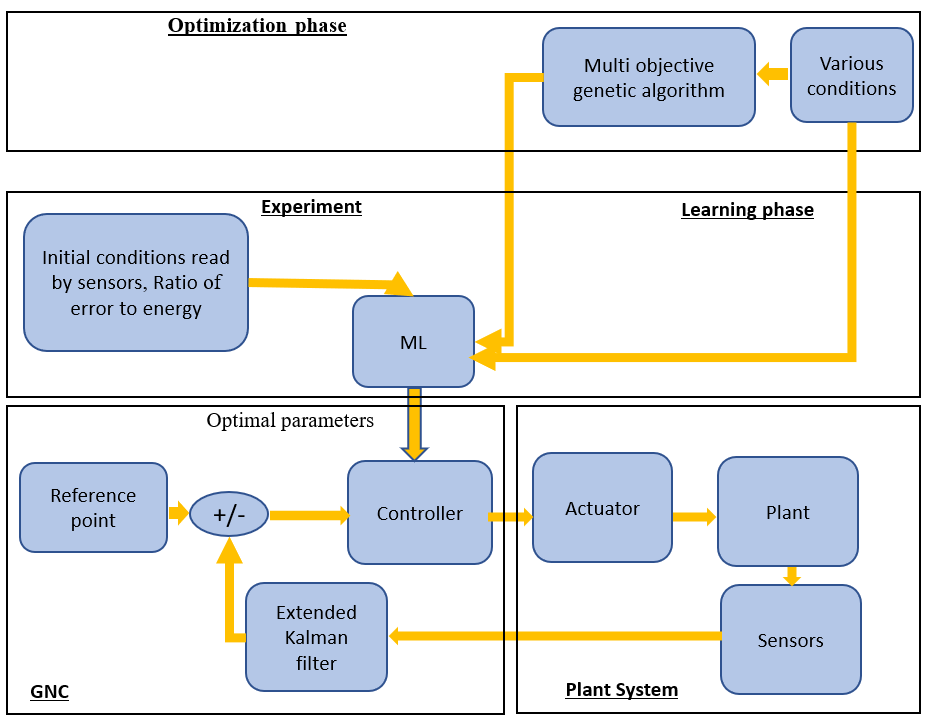 Optimization phase
Multi objective
genetic algorithm
Various
conditions
Experiment
Learning phase
Initial conditions read
by sensors, Ratio of
error to energy
ML
Optimal parameters
Reference
point
+/-
Controller
Actuator
Plant
Extended
Kalman
filter
Sensors
GNC
Plant System